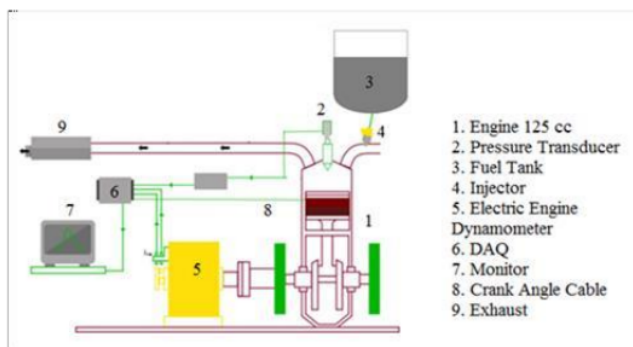 3
2
9
4
6
7
8
1
5
1. Engine 125 cc
2. Pressure Transducer
3. Fuel Tank
4. Injector
5. Electric Engine
Dynamometer
6. DAQ
7. Monitor
8. Crank Angle Cable
9. Exhaust